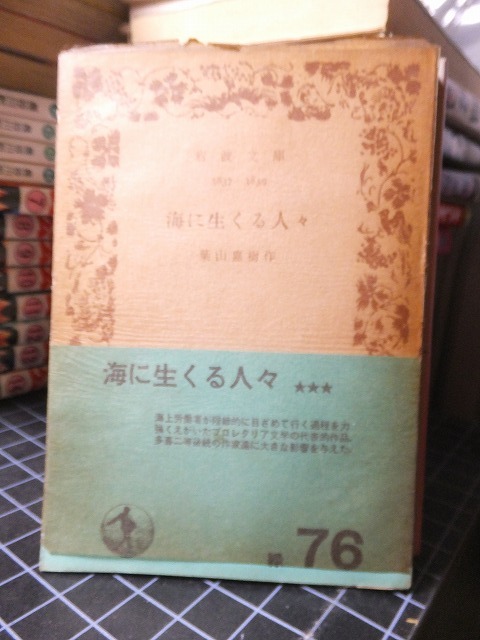 岩波文庫
海に生くる人々
葉山嘉樹作
海に生くる人々 ★★★
海上労働者が階級的に目ざめて行く過程を力
強くえがいたプロレタリア文学の代表的作品。
多喜二等後続の作家達に大きな影響を与えた。
緑 76